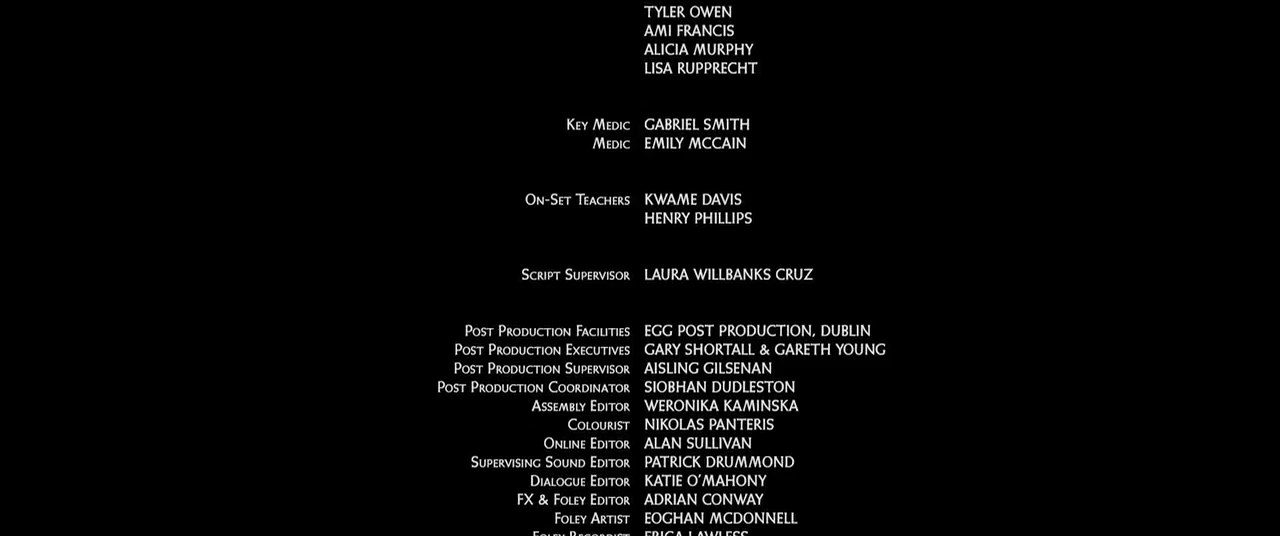 TYLER OWEN
AMI FRANCIS
ALICIA MURPHY
LISA RUPPRECHT
Key Medic GABRIEL SMITH
Medic EMILY MCCAIN
On-Set Teachers KWAME DAVIS
HENRY PHILLIPS
Script Supervisor LAURA WILLBANKS CRUZ
Post Production Facilities EGG POST PRODUCTION, DUBLIN
Post Production Executives GARY SHORTALL & GARETH YOUNG
Post Production Supervisor AISLING GILSENAN
Post Production Coordinator SIOBHAN DUDLESTON
Assembly Editor WERONIKA KAMINSKA
Colourist NIKOLAS PANTERIS
Online Editor ALAN SULLIVAN
Supervising Sound Editor PATRICK DRUMMOND
Dialogue Editor KATIE O'MAHONY
FX & Foley Editor ADRIAN CONWAY
Foley Artist EOGHAN MCDONNELL
Foley Recordist ERICA LAWLESS